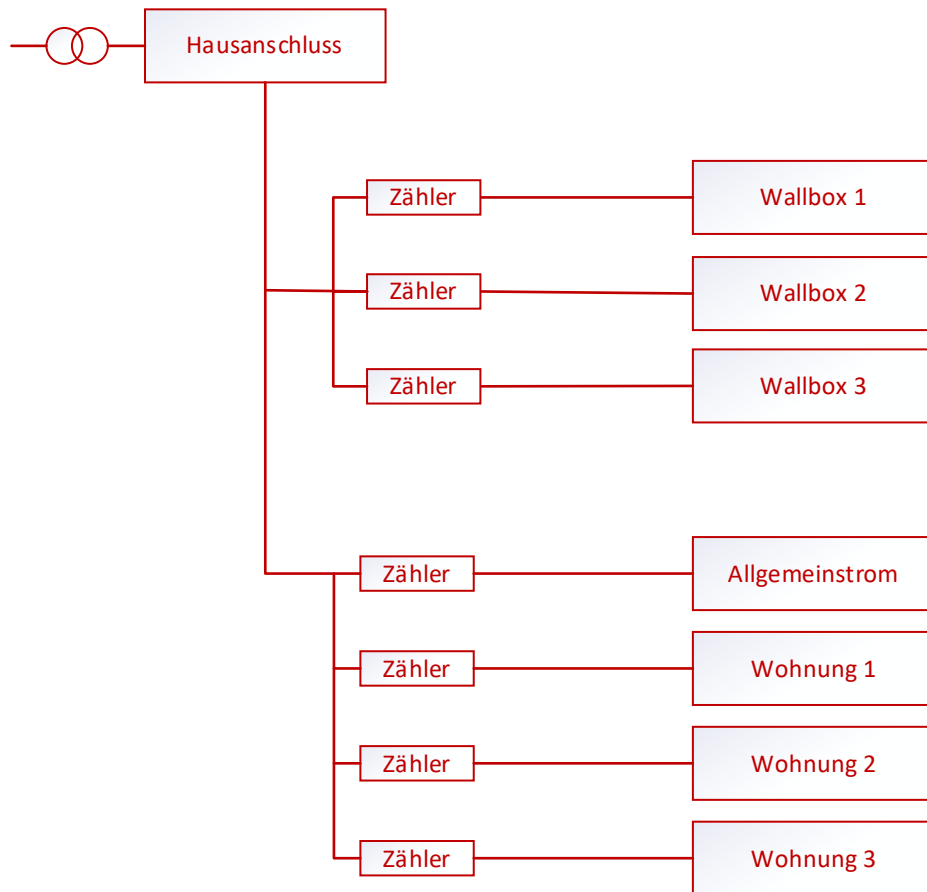 Hausanschluss
Zähler
Wallbox 1
Zähler
Wallbox 2
Zähler
Wallbox 3
Zähler
Allgemeinstrom
Zähler
Wohnung 1
Zähler
Wohnung 2
Zähler
Wohnung 3